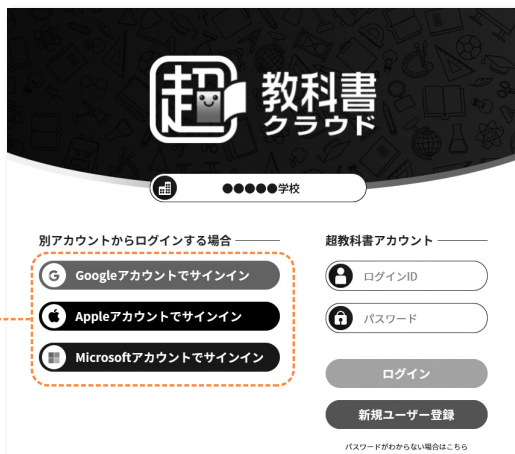 超
教科書
クラウド
●●●●●学校
別アカウントからログインする場合
Googleアカウントでサインイン
Appleアカウントでサインイン
Microsoftアカウントでサインイン
超教科書アカウント
ログインID
パスワード
ログイン
新規ユーザー登録
パスワードがわからない場合はこちら